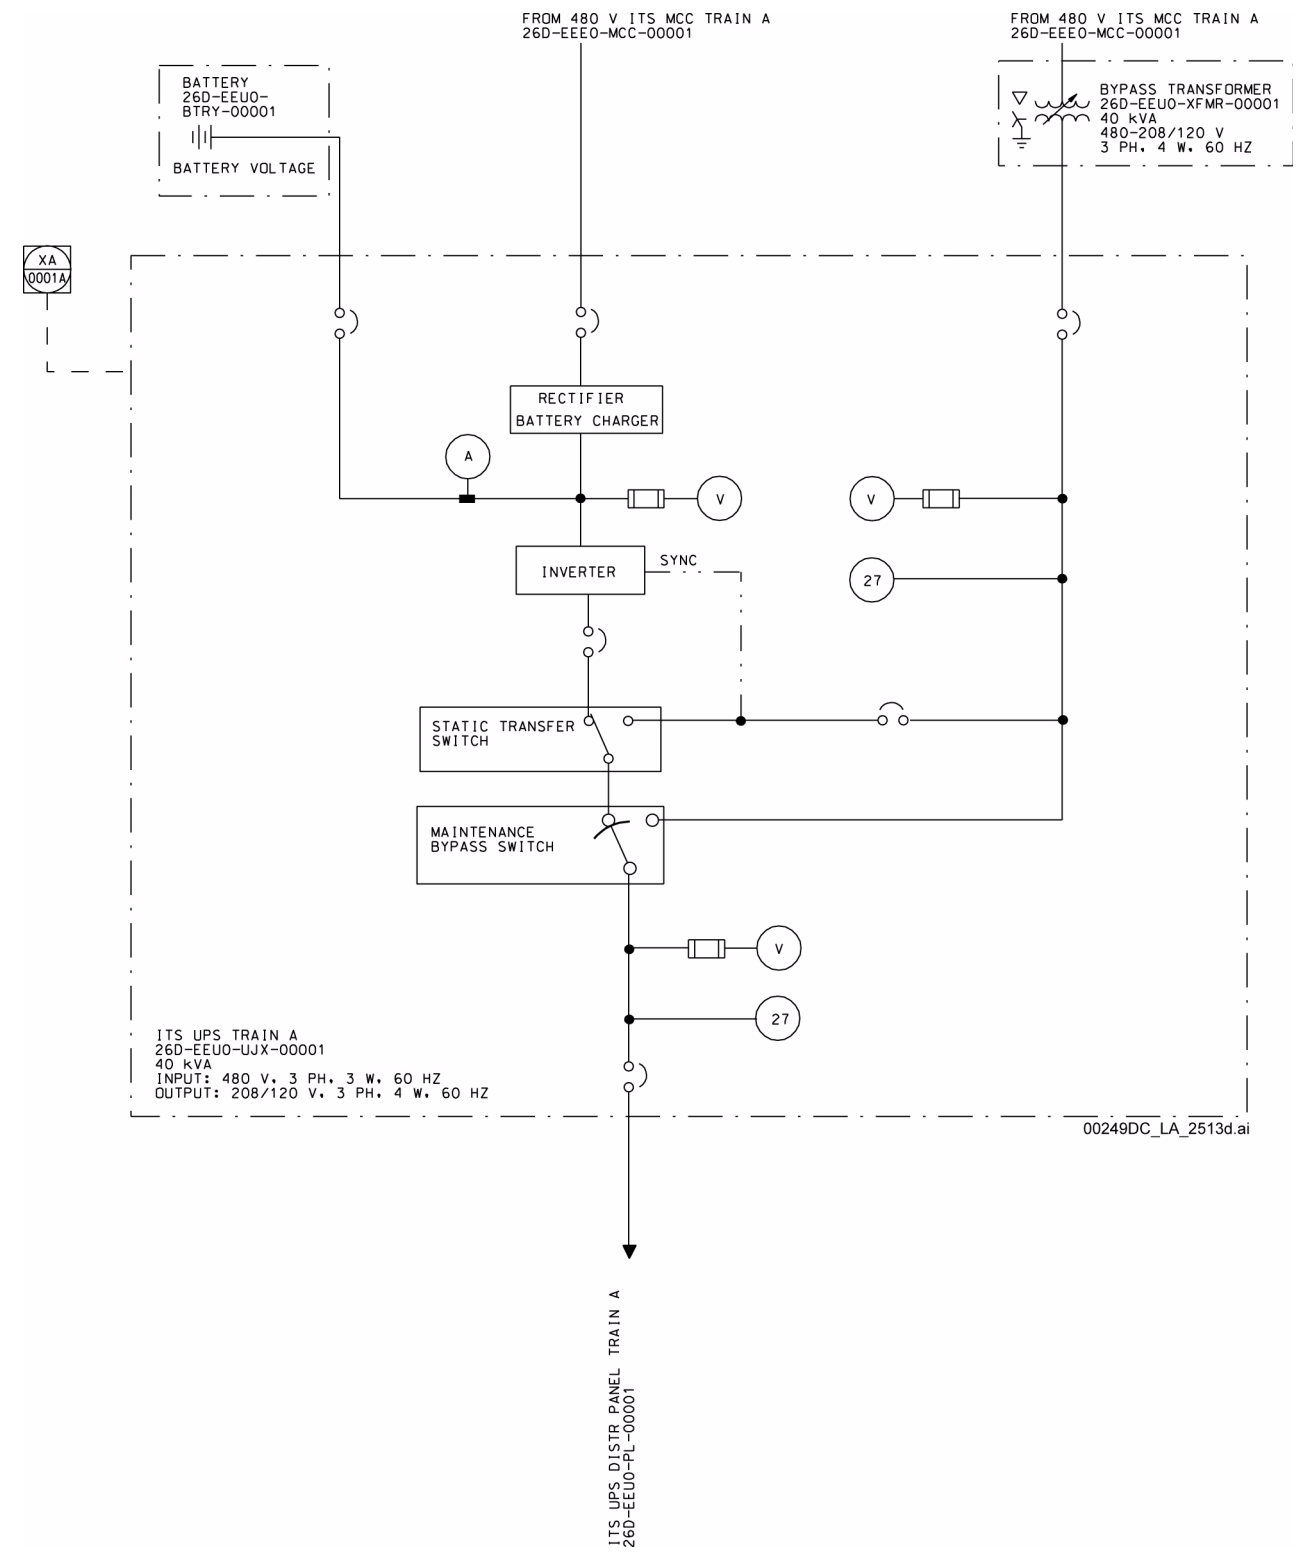 FROM 480 V ITS MCC TRAIN A
26D-EEE0-MCC-00001
FROM 480 V ITS MCC TRAIN A
26D-EEE0-MCC-00001
BATTERY
26D-EEU0-
BTRY-00001
BATTERY VOLTAGE
BYPASS TRANSFORMER
26D-EEU0-XFMR-00001
40 kVA
480-208/120 V
3 PH, 4 W, 60 HZ
XA
0001A
RECTIFIER
BATTERY CHARGER
A
V
V
INVERTER
SYNC
27
STATIC TRANSFER
SWITCH
MAINTENANCE
BYPASS SWITCH
V
27
ITS UPS TRAIN A
26D-EEU0-UJX-00001
40 kVA
INPUT: 480 V, 3 PH, 3 W, 60 HZ
OUTPUT: 208/120 V, 3 PH, 4 W, 60 HZ
00249DC_LA_2513d.ai
ITS UPS DISTR PANEL TRAIN A
26D-EEU0-PL-00001